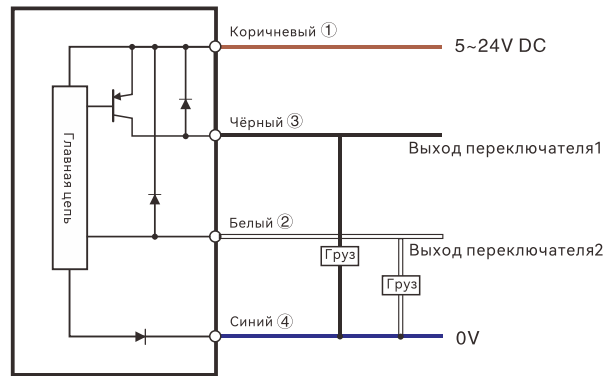 Коричневый ①
5~24V DC
Чёрный ③
Выход переключателя1
Главная цепь
Белый ②
Выход переключателя2
Груз
Груз
Синий ④
0V